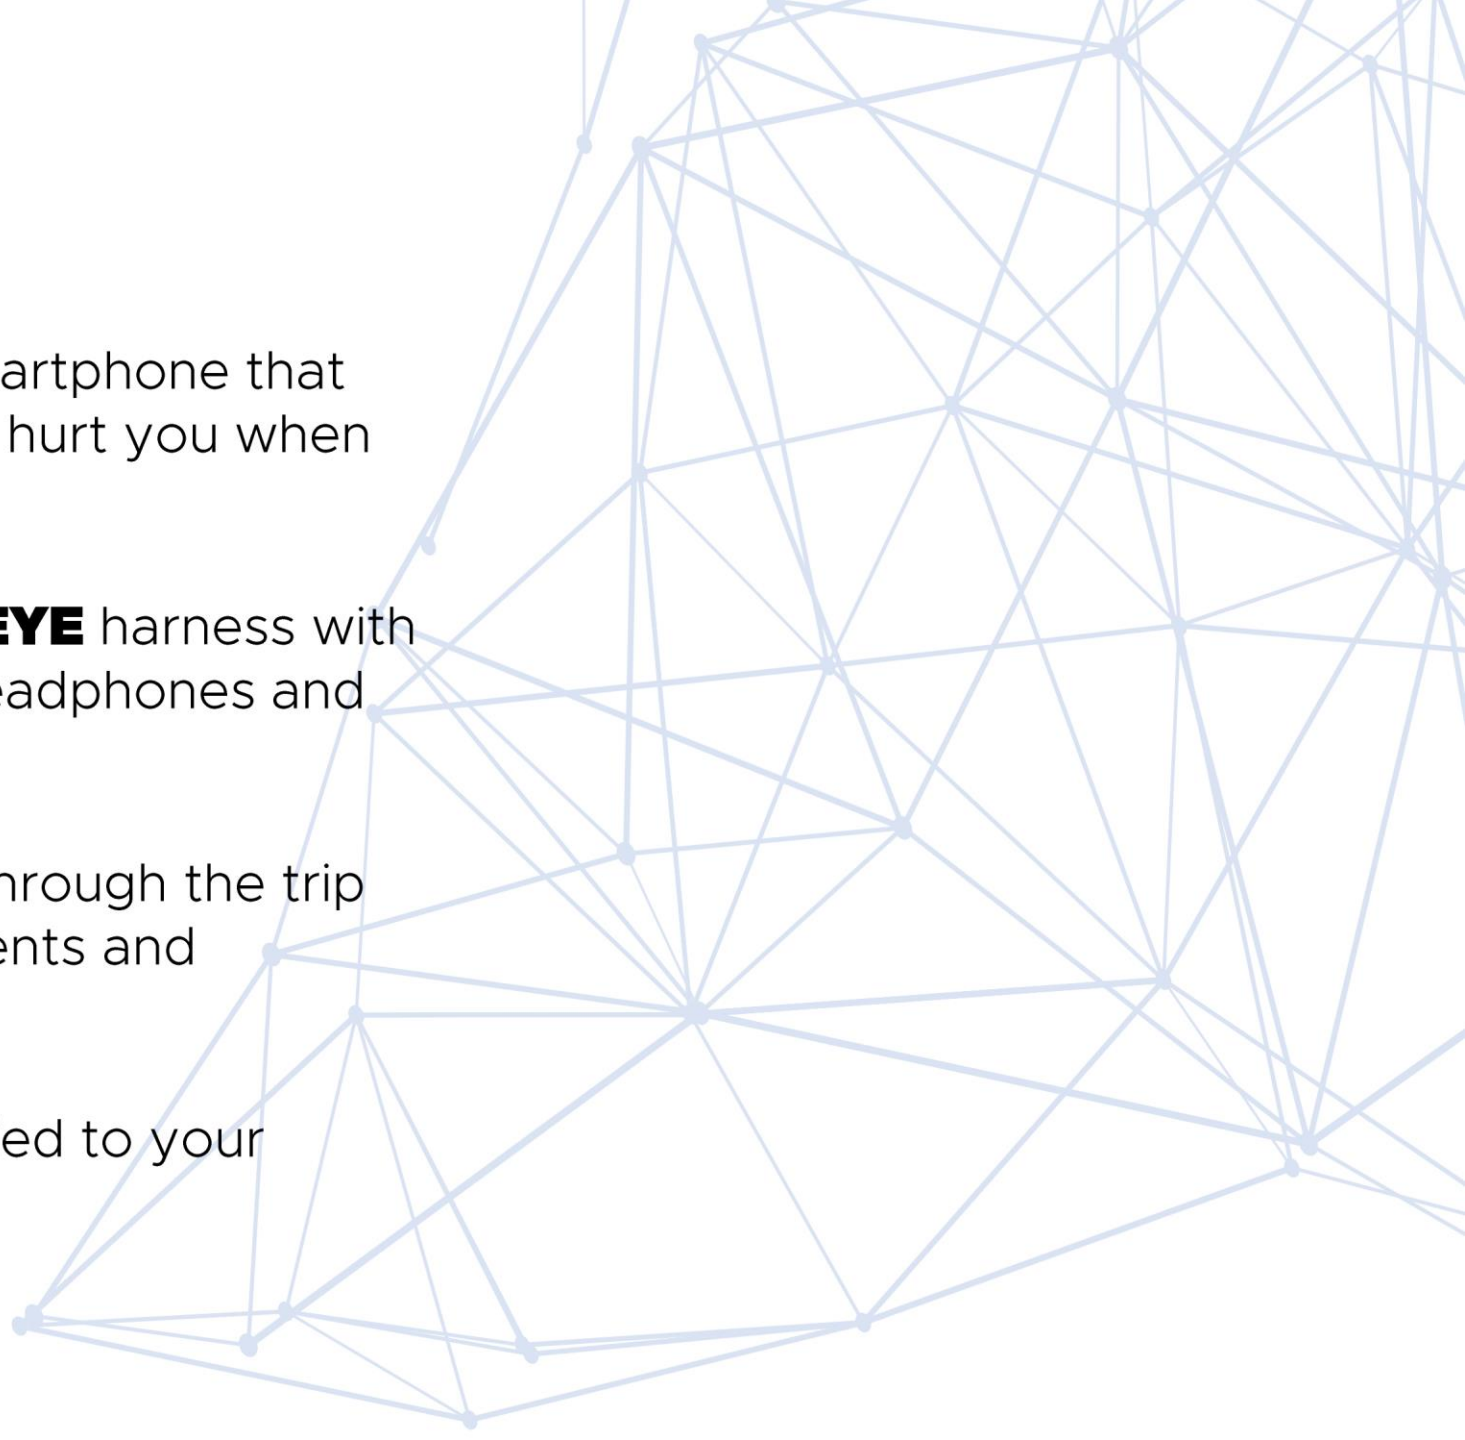 artphone that
hurt you when
EYE harness with
eadphones and
hrough the trip
ents and
ed to your